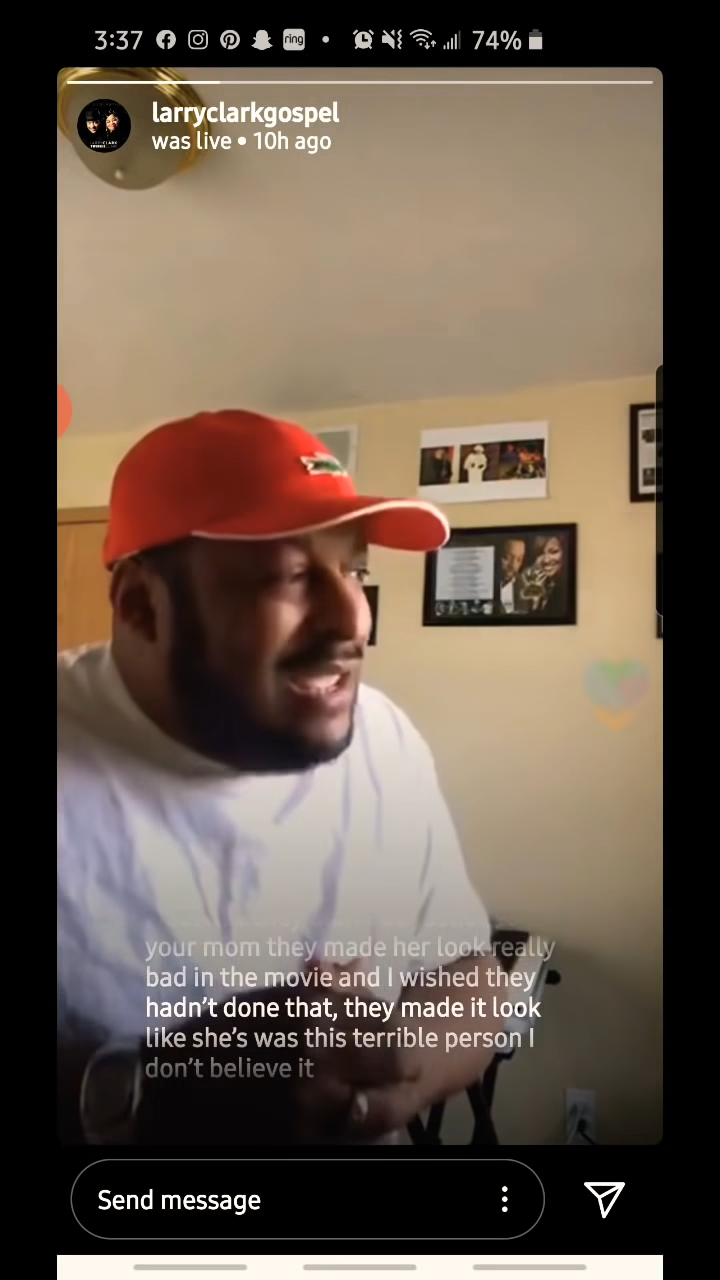 3:37 ring 74%
larryclarkgospel
was live • 10h ago
your mom they made her look really
bad in the movie and I wished they
hadn't done that, they made it look
like she's was this terrible person I
don't believe it
Send message